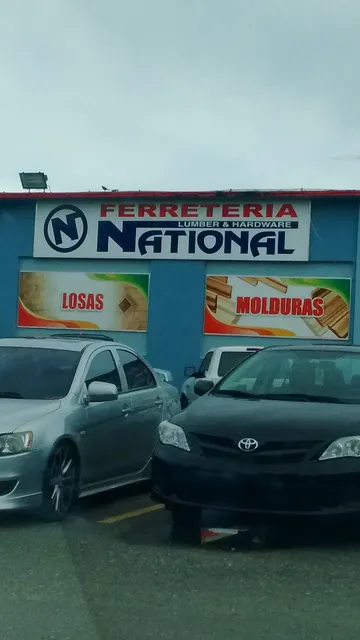 FERRETERIA
LUMBER & HARDWARE
N NATIONAL
LOSAS
MOLDURAS